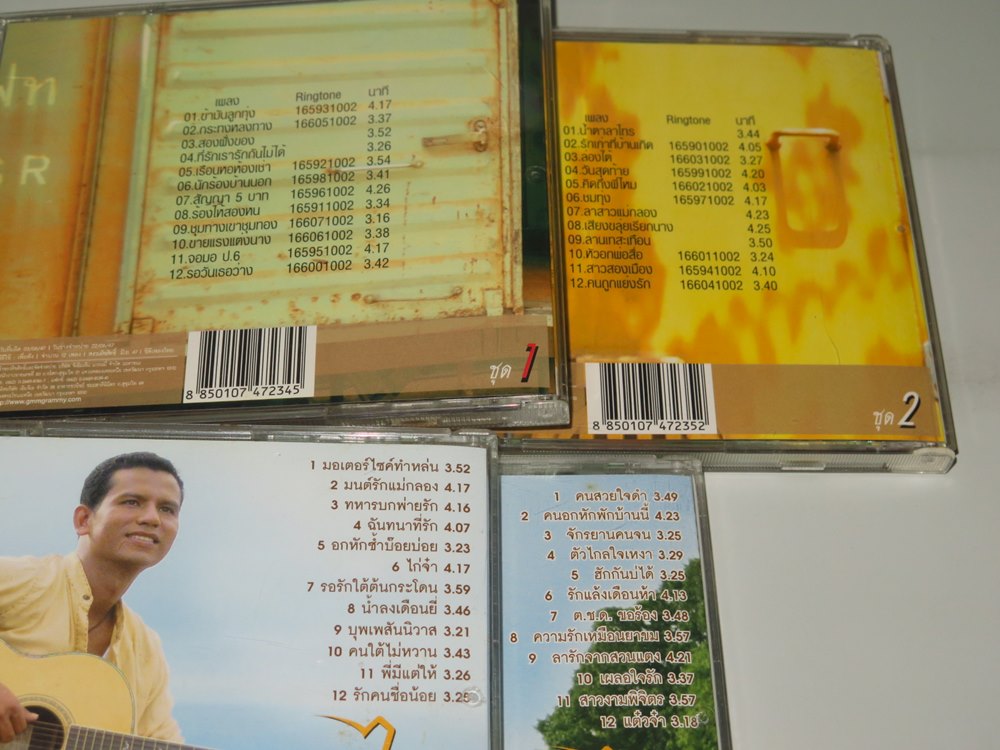 เพลง Ringtone นาที
01.ข้ามันลูกทุ่ง 165931002 4.17
02.กระทงหลงทาง 166051002 3.37
03.สองฝั่งของ 3.52
04.ที่รักเรารักกันไม่ได้ 3.26
05.เรือนหอห้องเช่า 165921002 3.54
06.นักร้องบ้านนอก 165981002 3.41
07.สัญญา 5 บาท 165961002 4.26
08.ร้องไห้สองหน 165911002 3.34
09.ชุมทางเขาชุมทอง 166071002 3.16
10.ขายแรงแต่งนาง 166061002 3.38
11.จอมอ ป.6 165951002 4.17
12.รอวันเธอว่าง 166001002 3.42
8 850107 472345
ชุด 1
http://www.gmmgrammy.com
เพลง Ringtone นาที
01.น้ำตาลาไทร 3.44
02.รักเก่าที่บ้านเกิด 165901002 4.05
03.ล่องใต้ 166031002 3.27
04.วันสุดท้าย 165991002 4.20
05.คิดถึงพี่ไหม 166021002 4.03
06.ชมทุ่ง 165971002 4.17
07.ลาสาวแม่กลอง 4.23
08.เสียงขลุ่ยเรียกนาง 4.25
09.ลานเทสะเทือน 3.50
10.หัวอกพ่อสื่อ 166011002 3.24
11.สาวสองเมือง 165941002 4.10
12.คนถูกแย่งรัก 166041002 3.40
8 850107 472352
ชุด 2
1 มอเตอร์ไซค์ทำหล่น 3.52
2 มนต์รักแม่กลอง 4.17
3 ทหารบกพ่ายรัก 4.16
4 ฉันทนาที่รัก 4.07
5 อกหักซ้ำบ๊อยบ่อย 3.23
6 ไก่จ๋า 4.17
7 รอรักใต้ต้นกระโดน 3.59
8 น้ำลงเดือนยี่ 3.46
9 บุพเพสันนิวาส 3.21
10 คนใต้ไม่หวาน 3.43
11 พี่มีแต่ให้ 3.26
12 รักคนชื่อน้อย 3.25
1 คนสวยใจดำ 3.49
2 คนอกหักพักบ้านนี้ 4.23
3 จักรยานคนจน 3.25
4 ตัวไกลใจเหงา 3.29
5 ฮักกันบ่ได้ 3.25
6 รักแล้งเดือนห้า 4.13
7 ต.ช.ด. ขอร้อง 3.48
8 ความรักเหมือนยาขม 3.57
9 ลารักจากสวนแตง 4.21
10 เผลอใจรัก 3.37
11 สาวงามพิจิตร 3.57
12 แต๋วจ๋า 3.18